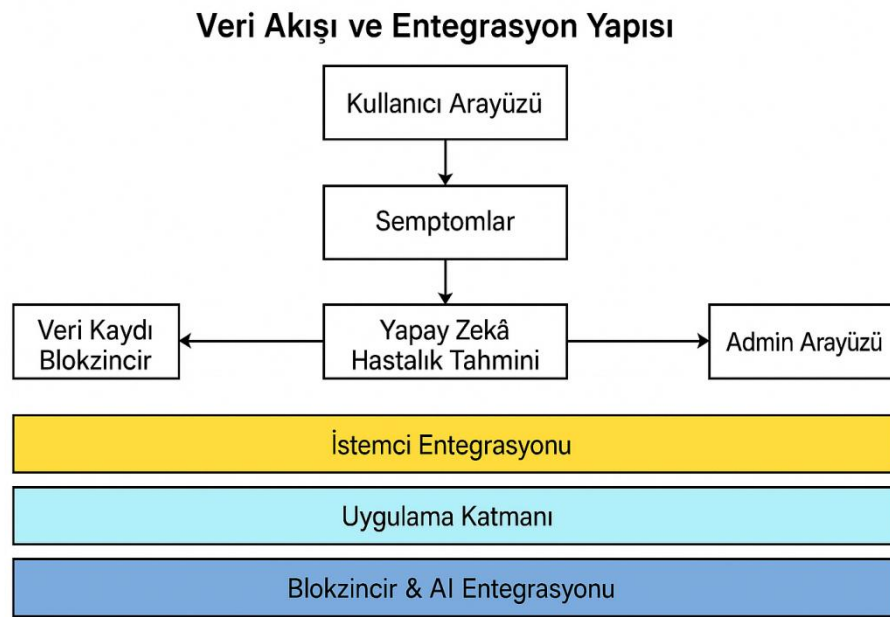 Veri Akışı ve Entegrasyon Yapısı
Kullanıcı Arayüzü
Semptomlar
Veri Kaydı
Blokzincir
Yapay Zekâ
Hastalık Tahmini
Admin Arayüzü
İstemci Entegrasyonu
Uygulama Katmanı
Blokzincir & AI Entegrasyonu